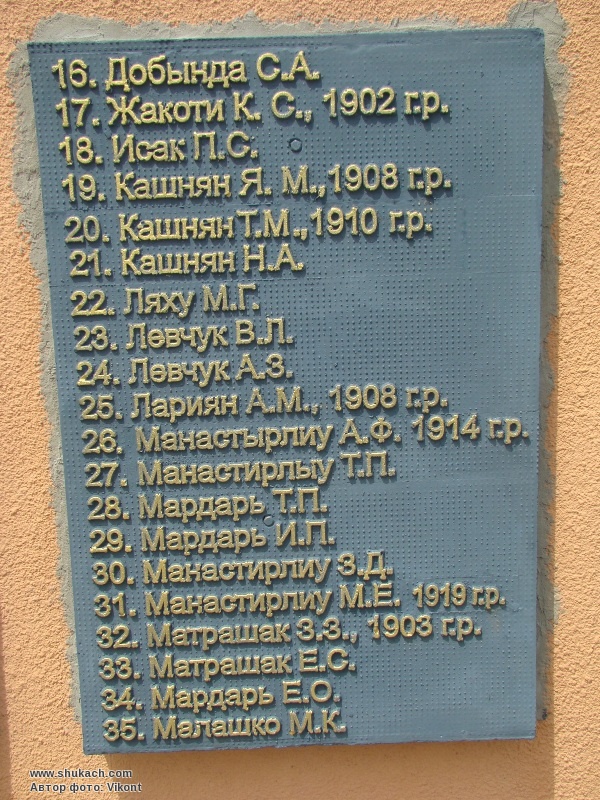 16. Добында С.А.
17. Жакоти К. С., 1902 г.р.
18. Исак П.С.
19. Кашнян Я. М.,1908 г.р.
20. Кашнян Т.М.,1910 г.р.
21. Кашнян Н.А.
22. Ляху М.Г.
23. Левчук В.Л.
24. Левчук А.З.
25. Лариян А.М., 1908 г.р.
26. Манастырлиу А.Ф. 1914 г.р.
27. Манастирлыу Т.П.
28. Мардарь Т.П.
29. Мардарь И.П.
30. Манастирлиу З.Д.
31. Манастирлиу М.Е. 1919 г.р.
32. Матрашак З.З., 1903 г.р.
33. Матрашак Е.С.
34. Мардарь Е.О.
35. Малашко М.К.
www.shukach.com
Автор фото: Vikont